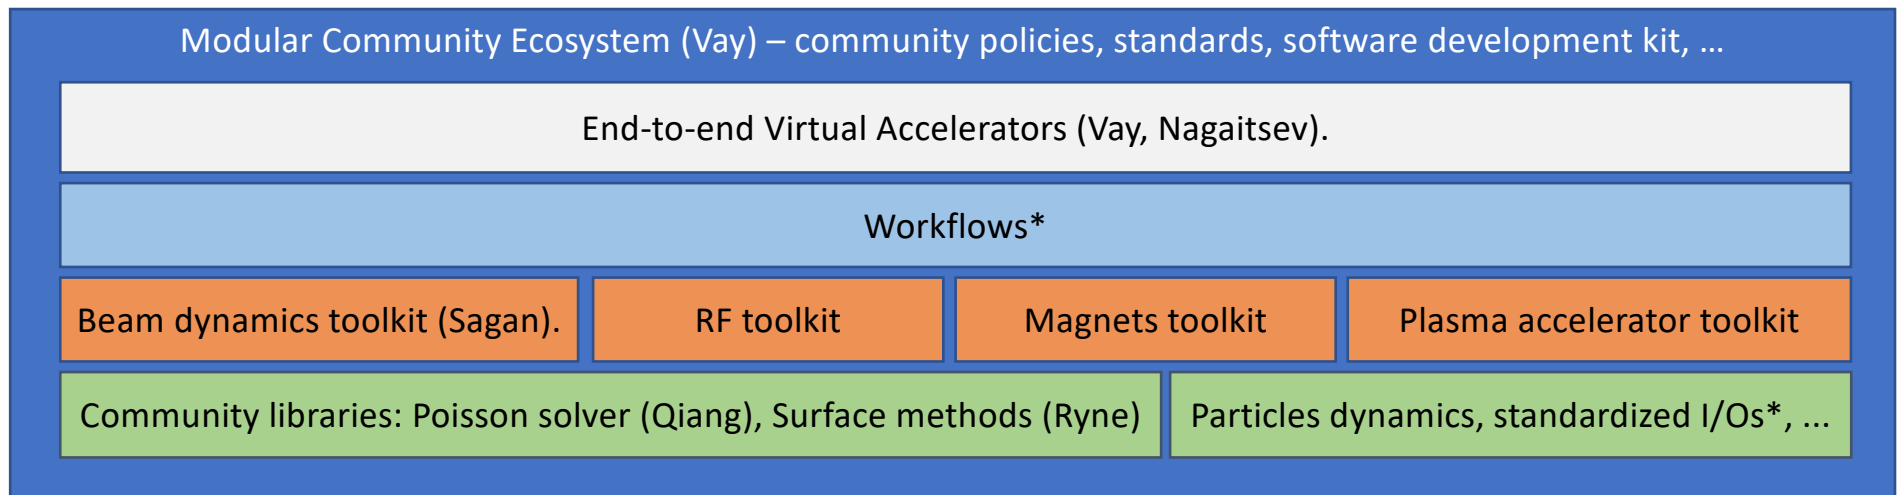 Modular Community Ecosystem (Vay) – community policies, standards, software development kit, ...
End-to-end Virtual Accelerators (Vay, Nagaitsev).
Workflows*
Beam dynamics toolkit (Sagan).
RF toolkit
Magnets toolkit
Plasma accelerator toolkit
Community libraries: Poisson solver (Qiang), Surface methods (Ryne)
Particles dynamics, standardized I/Os*, ...